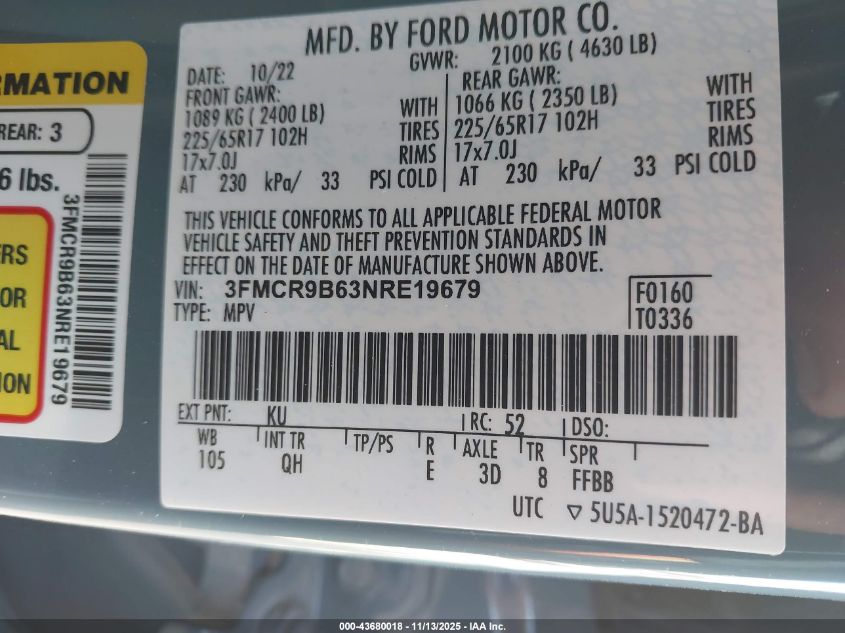 RMATION
REAR: 3
6 lbs.
ERS
OR
AL
ION
3FMCR9B63NRE19679
MFD. BY FORD MOTOR CO.
DATE: 10/22 GVWR: 2100 KG ( 4630 LB)
FRONT GAWR: REAR GAWR:
1089 KG ( 2400 LB) WITH 1066 KG ( 2350 LB) WITH
225/65R17 102H TIRES 225/65R17 102H TIRES
17x7.0J RIMS 17x7.0J RIMS
AT 230 kPa/ 33 PSI COLD AT 230 kPa/ 33 PSI COLD
THIS VEHICLE CONFORMS TO ALL APPLICABLE FEDERAL MOTOR
VEHICLE SAFETY AND THEFT PREVENTION STANDARDS IN
EFFECT ON THE DATE OF MANUFACTURE SHOWN ABOVE.
VIN: 3FMCR9B63NRE19679 F0160
TYPE: MPV T0336
EXT PNT: KU RC: 52 DSO:
WB INT TR TP/PS R AXLE TR SPR
105 QH E 3D 8 FFBB
UTC ▽ 5U5A-1520472-BA
000-43680018 - 11/13/2025 - IAA Inc.